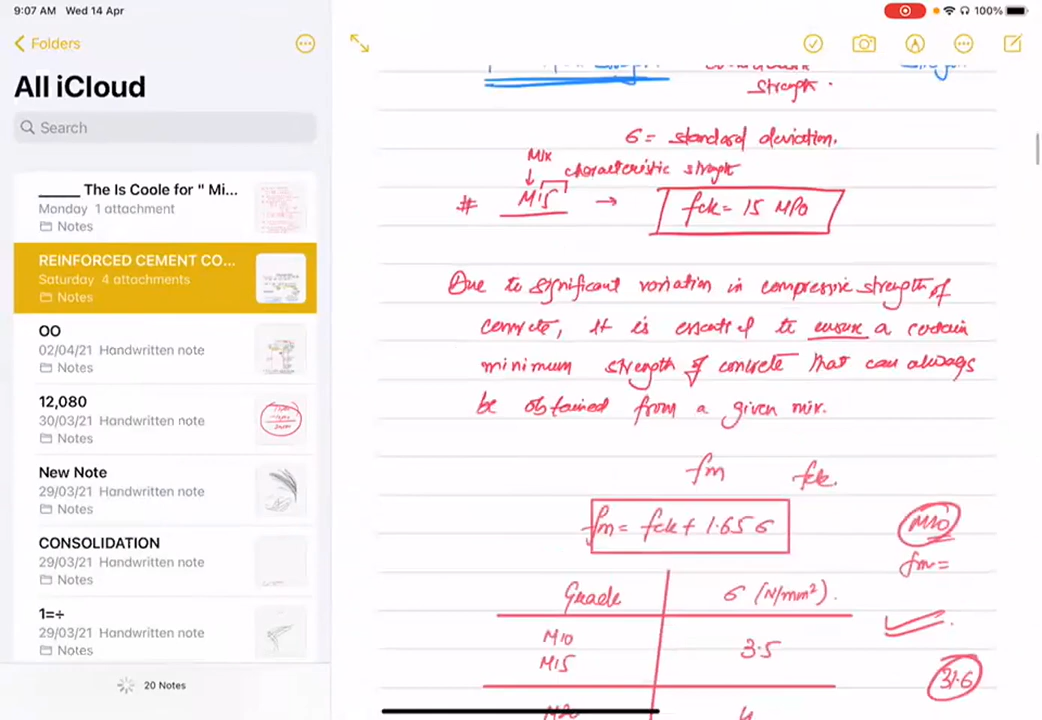 9:07 AM Wed 14 Apr
100%
Folders
All iCloud
Search
_____ The Is Coole for " Mi...
Monday 1 attachment
Notes
REINFORCED CEMENT CO...
Saturday 4 attachments
Notes
OO
02/04/21 Handwritten note
Notes
12,080
30/03/21 Handwritten note
Notes
New Note
29/03/21 Handwritten note
Notes
CONSOLIDATION
29/03/21 Handwritten note
Notes
1=÷
29/03/21 Handwritten note
Notes
20 Notes
strength.
σ = standard deviation.
Mix
characteristic strength
# M15 → fck = 15 MPa
Due to significant variation in compressive strength of
concrete, It is essential to ensure a certain
minimum strength of concrete that can always
be obtained from a given mix.
fm fck.
fm = fck + 1.65 σ
fm =
Grade σ (N/mm²).
M10
M15 3.5
31.6
M20 4